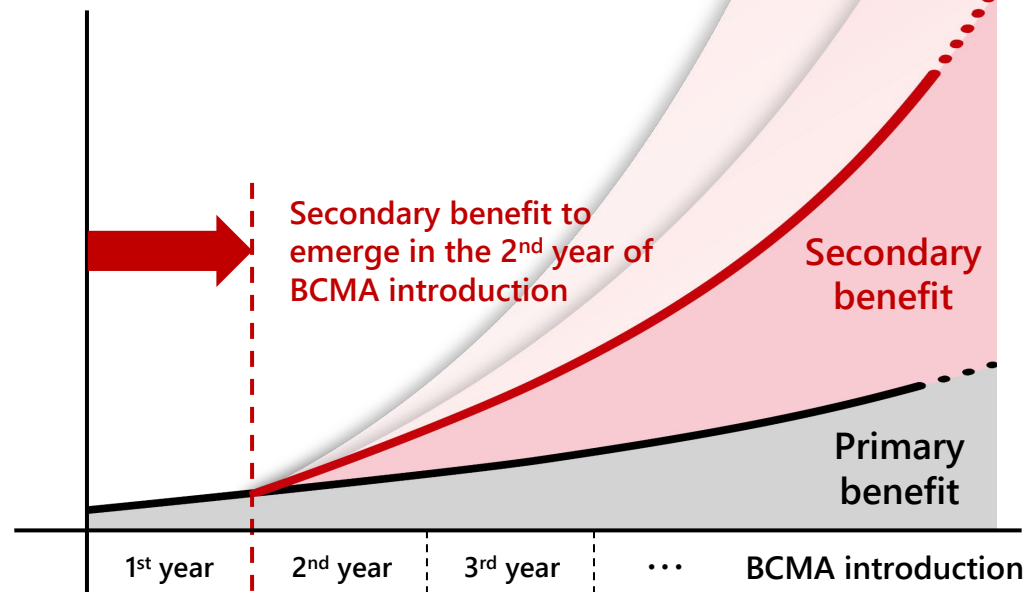 Secondary benefit to
emerge in the 2nd year of
BCMA introduction
Secondary
benefit
Primary
benefit
1st year 2nd year 3rd year ··· BCMA introduction